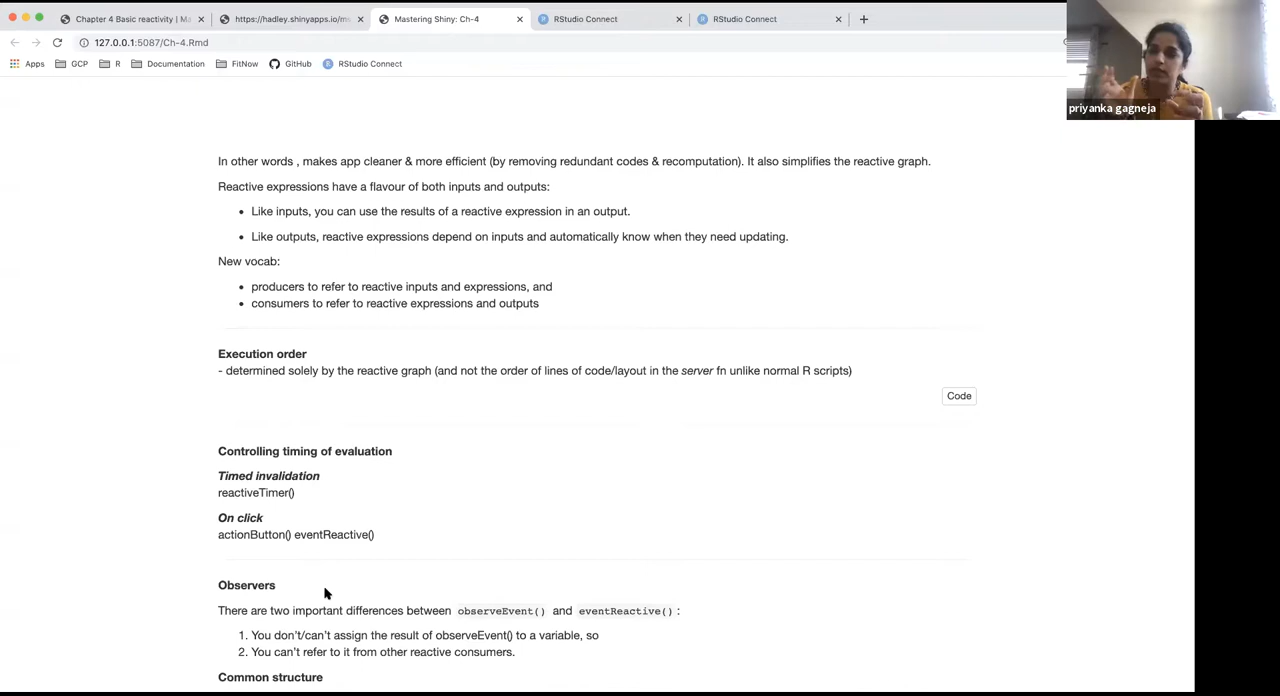 Chapter 4 Basic reactivity | Ma
https://hadley.shinyapps.io/m
Mastering Shiny: Ch-4
RStudio Connect
RStudio Connect
127.0.0.1:5087/Ch-4.Rmd
Apps
GCP
R
Documentation
FitNow
GitHub
RStudio Connect
priyanka gagneja
In other words , makes app cleaner & more efficient (by removing redundant codes & recomputation). It also simplifies the reactive graph.
Reactive expressions have a flavour of both inputs and outputs:
• Like inputs, you can use the results of a reactive expression in an output.
• Like outputs, reactive expressions depend on inputs and automatically know when they need updating.
New vocab:
• producers to refer to reactive inputs and expressions, and
• consumers to refer to reactive expressions and outputs
Execution order
- determined solely by the reactive graph (and not the order of lines of code/layout in the server fn unlike normal R scripts)
Code
Controlling timing of evaluation
Timed invalidation
reactiveTimer()
On click
actionButton() eventReactive()
Observers
There are two important differences between observeEvent() and eventReactive() :
1. You don't/can't assign the result of observeEvent() to a variable, so
2. You can't refer to it from other reactive consumers.
Common structure